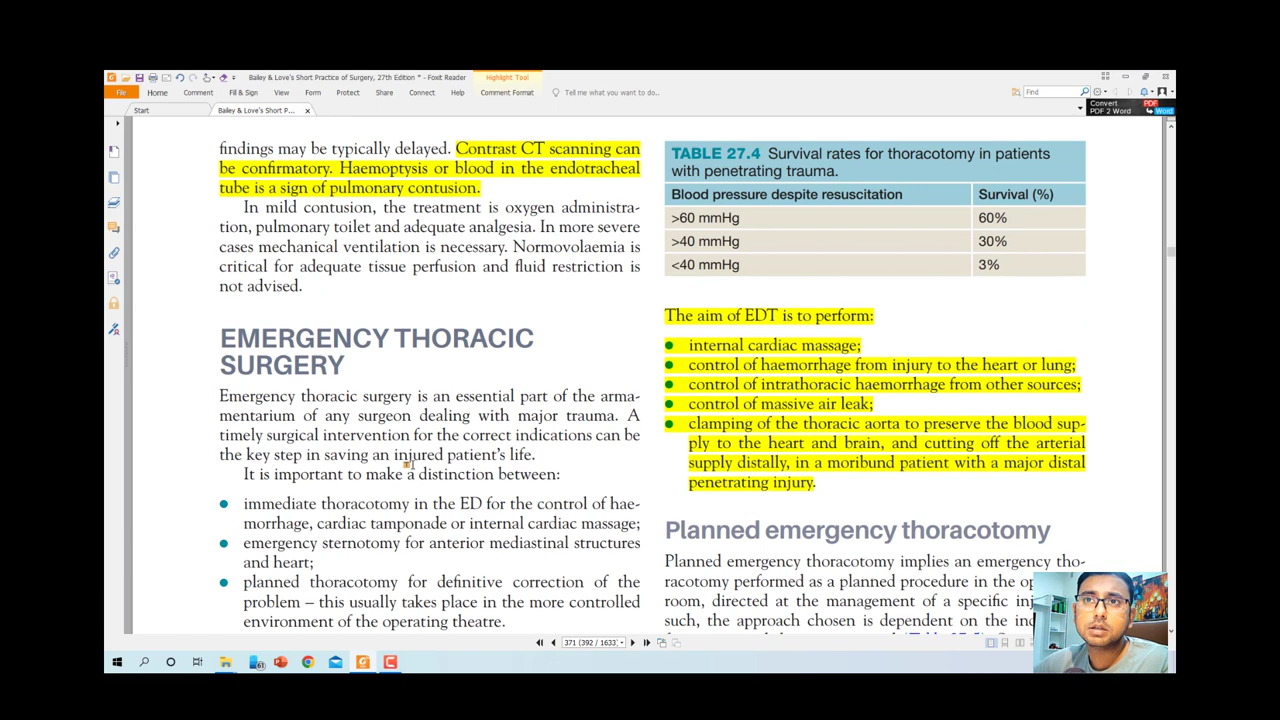 Bailey & Love's Short Practice of Surgery, 27th Edition * - Foxit Reader
Highlight Tool
File
Home
Comment
Fill & Sign
View
Form
Protect
Share
Connect
Help
Comment Format
Tell me what you want to do..
Find
Start
Bailey & Love's Short P...
Convert
PDF 2 Word
PDF
Word
findings may be typically delayed. Contrast CT scanning can
be confirmatory. Haemoptysis or blood in the endotracheal
tube is a sign of pulmonary contusion.
In mild contusion, the treatment is oxygen administra-
tion, pulmonary toilet and adequate analgesia. In more severe
cases mechanical ventilation is necessary. Normovolaemia is
critical for adequate tissue perfusion and fluid restriction is
not advised.
EMERGENCY THORACIC
SURGERY
Emergency thoracic surgery is an essential part of the arma-
mentarium of any surgeon dealing with major trauma. A
timely surgical intervention for the correct indications can be
the key step in saving an injured patient's life.
It is important to make a distinction between:
● immediate thoracotomy in the ED for the control of hae-
morrhage, cardiac tamponade or internal cardiac massage;
● emergency sternotomy for anterior mediastinal structures
and heart;
● planned thoracotomy for definitive correction of the
problem – this usually takes place in the more controlled
environment of the operating theatre.
TABLE 27.4 Survival rates for thoracotomy in patients
with penetrating trauma.
Blood pressure despite resuscitation Survival (%)
>60 mmHg 60%
>40 mmHg 30%
<40 mmHg 3%
The aim of EDT is to perform:
● internal cardiac massage;
● control of haemorrhage from injury to the heart or lung;
● control of intrathoracic haemorrhage from other sources;
● control of massive air leak;
● clamping of the thoracic aorta to preserve the blood sup-
ply to the heart and brain, and cutting off the arterial
supply distally, in a moribund patient with a major distal
penetrating injury.
Planned emergency thoracotomy
Planned emergency thoracotomy implies an emergency tho-
racotomy performed as a planned procedure in the op
room, directed at the management of a specific inj
such, the approach chosen is dependent on the ind
371 (392 / 1633)
61